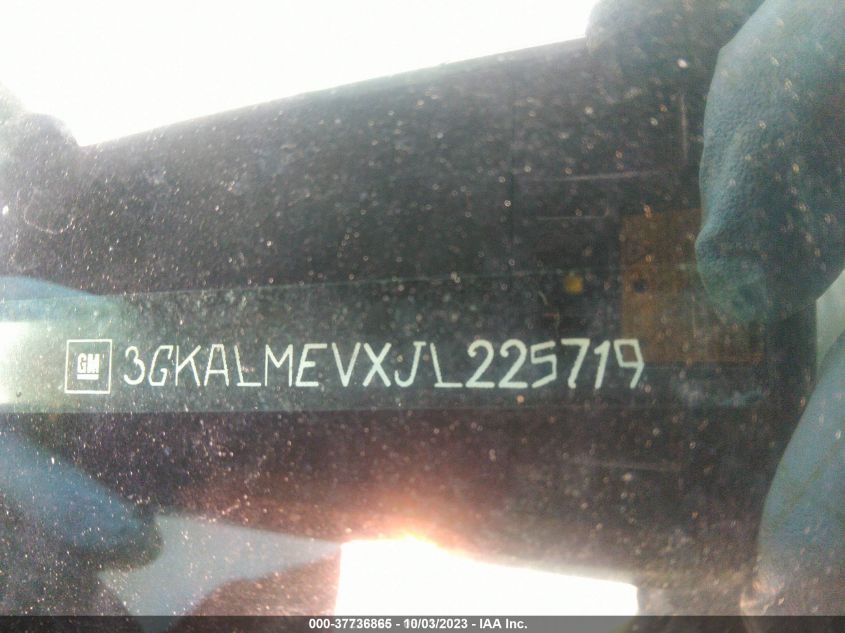 GM 3GKALMEVXJL225719
000-37736865 - 10/03/2023 - IAA Inc.